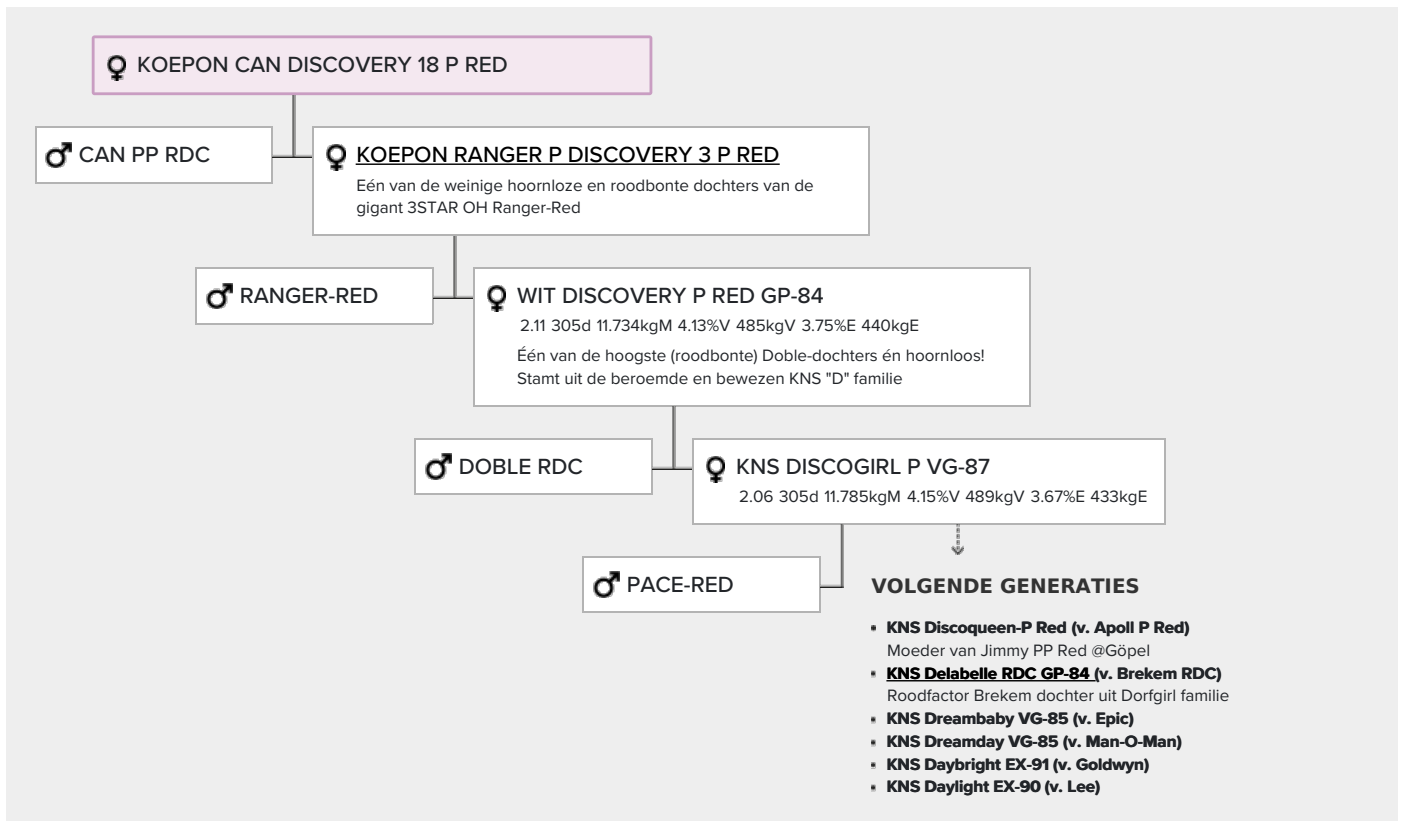 KOEPON CAN DISCOVERY 18 P RED
CAN PP RDC
KOEPON RANGER P DISCOVERY 3 P RED
Eén van de weinige hoornloze en roodbonte dochters van de
gigant 3STAR OH Ranger-Red
RANGER-RED
WIT DISCOVERY P RED GP-84
2.11 305d 11.734kgM 4.13%V 485kgV 3.75%E 440kgE
Één van de hoogste (roodbonte) Doble-dochters én hoornloos!
Stamt uit de beroemde en bewezen KNS "D" familie
DOBLE RDC
KNS DISCOGIRL P VG-87
2.06 305d 11.785kgM 4.15%V 489kgV 3.67%E 433kgE
PACE-RED
VOLGENDE GENERATIES
KNS Discoqueen-P Red (v. Apoll P Red)
Moeder van Jimmy PP Red @Göpel
KNS Delabelle RDC GP-84 (v. Brekem RDC)
Roodfactor Brekem dochter uit Dorfgirl familie
KNS Dreambaby VG-85 (v. Epic)
KNS Dreamday VG-85 (v. Man-O-Man)
KNS Daybright EX-91 (v. Goldwyn)
KNS Daylight EX-90 (v. Lee)